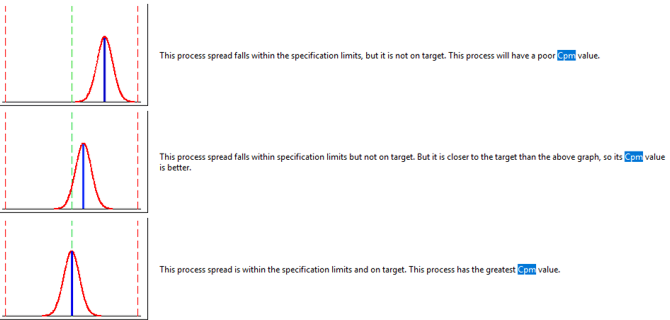 This process spread falls within the specification limits, but it is not on target. This process will have a poor Cpm value.
This process spread falls within specification limits but not on target. But it is closer to the target than the above graph, so its Cpm value
is better.
This process spread is within the specification limits and on target. This process has the greatest Cpm value.